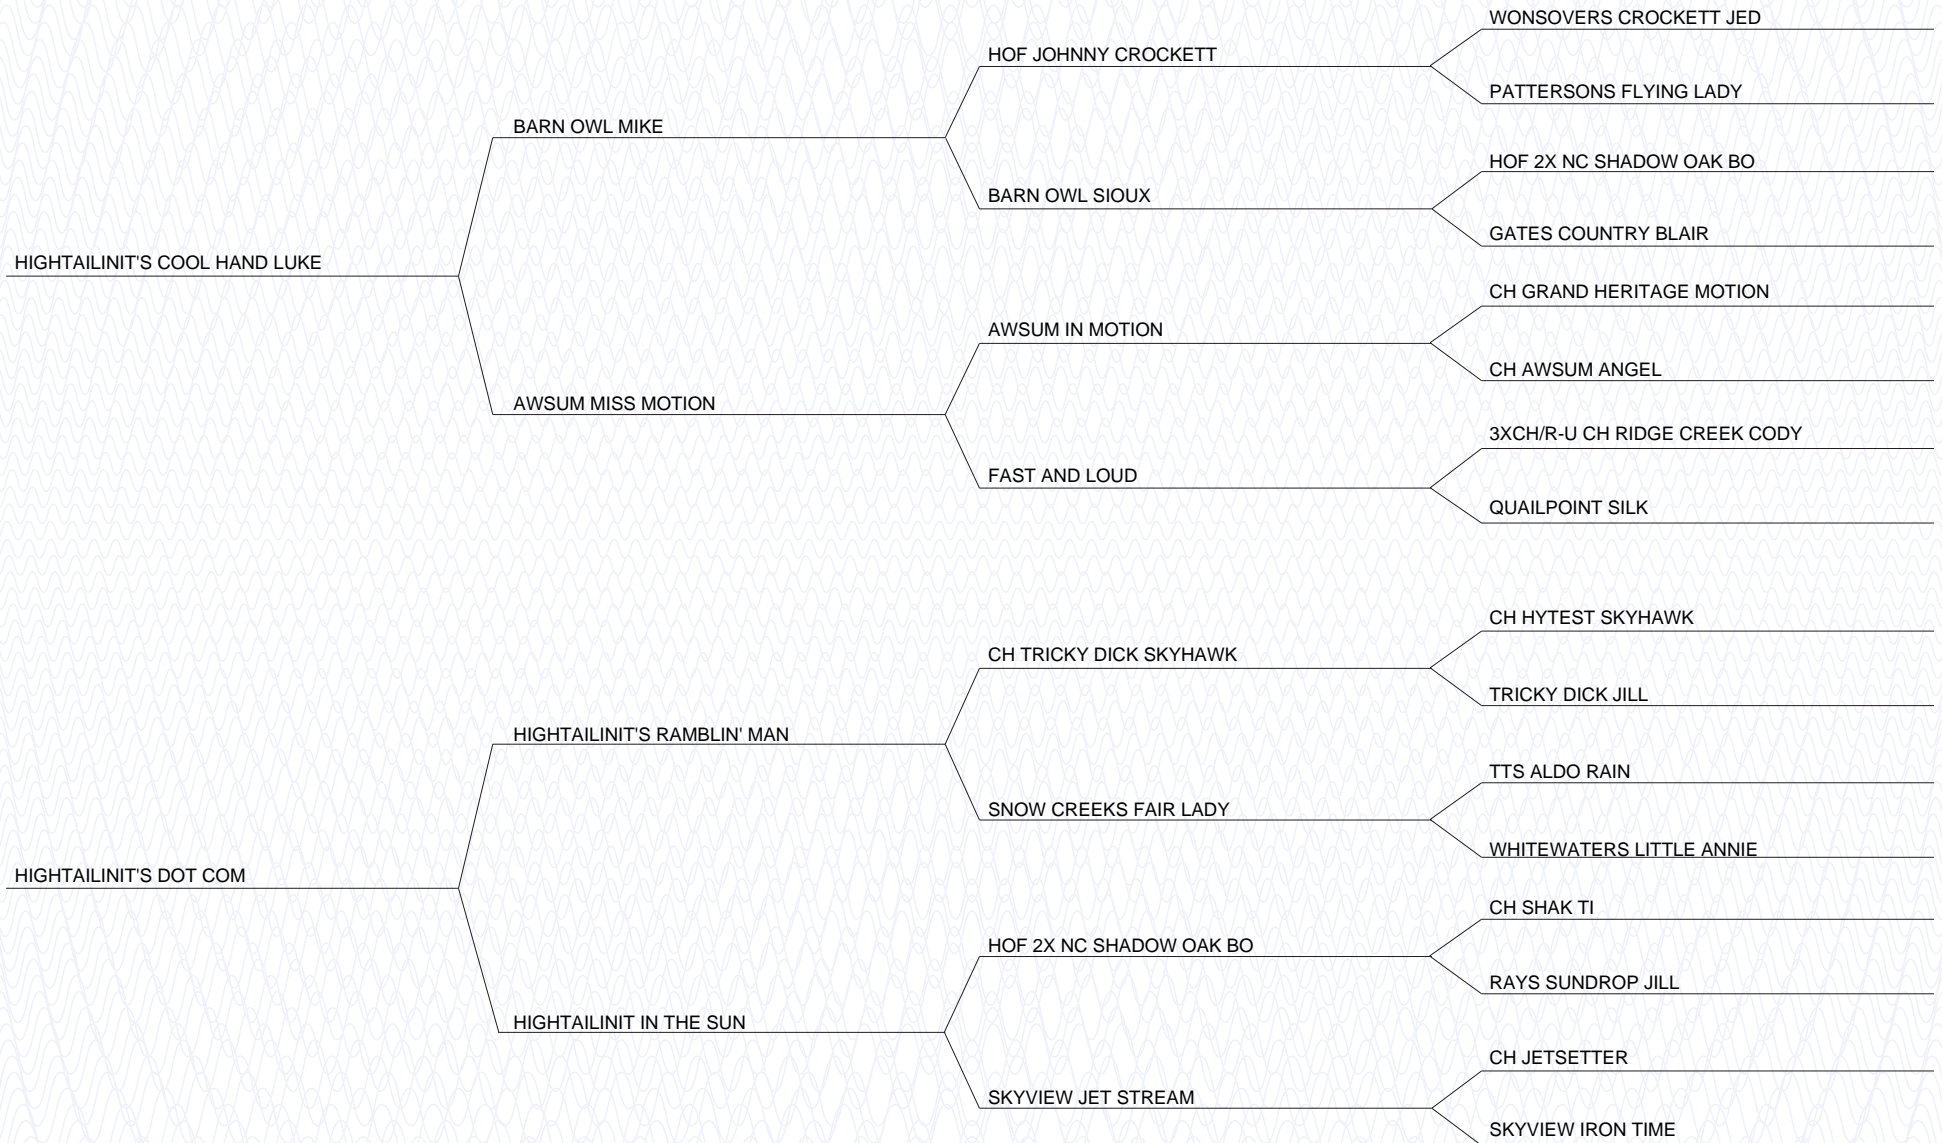 WONSOVERS CROCKETT JED
HOF JOHNNY CROCKETT
PATTERSONS FLYING LADY
BARN OWL MIKE
HOF 2X NC SHADOW OAK BO
BARN OWL SIOUX
GATES COUNTRY BLAIR
HIGHTAILINIT'S COOL HAND LUKE
CH GRAND HERITAGE MOTION
AWSUM IN MOTION
CH AWSUM ANGEL
AWSUM MISS MOTION
3XCH/R-U CH RIDGE CREEK CODY
FAST AND LOUD
QUAILPOINT SILK
CH HYTEST SKYHAWK
CH TRICKY DICK SKYHAWK
TRICKY DICK JILL
HIGHTAILINIT'S RAMBLIN' MAN
TTS ALDO RAIN
SNOW CREEKS FAIR LADY
WHITEWATERS LITTLE ANNIE
HIGHTAILINIT'S DOT COM
CH SHAK TI
HOF 2X NC SHADOW OAK BO
RAYS SUNDROP JILL
HIGHTAILINIT IN THE SUN
CH JETSETTER
SKYVIEW JET STREAM
SKYVIEW IRON TIME